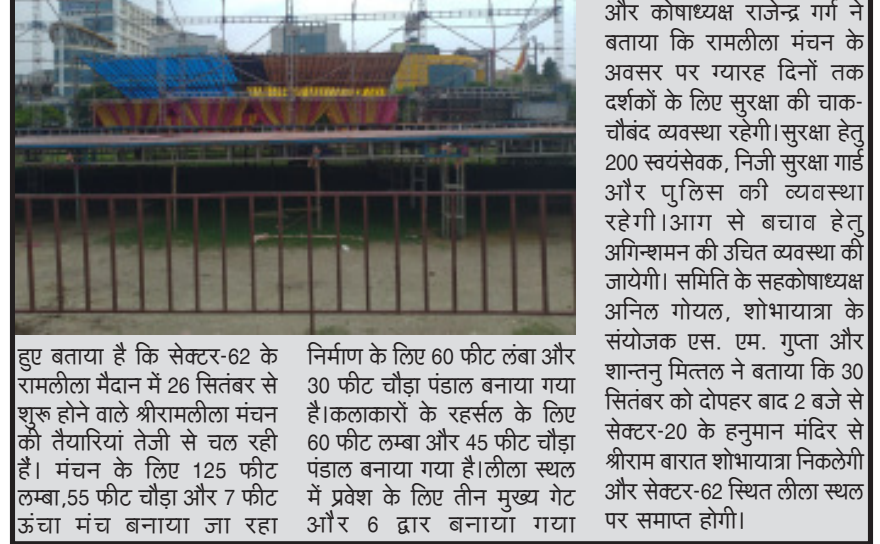 हुए बताया है कि सेक्टर-62 के
रामलीला मैदान में 26 सितंबर से
शुरू होने वाले श्रीरामलीला मंचन
की तैयारियां तेजी से चल रही
हैं। मंचन के लिए 125 फीट
लम्बा,55 फीट चौड़ा और 7 फीट
ऊंचा मंच बनाया जा रहा
निर्माण के लिए 60 फीट लंबा और
30 फीट चौड़ा पंडाल बनाया गया
है।कलाकारों के रहर्सल के लिए
60 फीट लम्बा और 45 फीट चौड़ा
पंडाल बनाया गया है।लीला स्थल
में प्रवेश के लिए तीन मुख्य गेट
और 6 द्वार बनाया गया
और कोषाध्यक्ष राजेन्द्र गर्ग ने
बताया कि रामलीला मंचन के
अवसर पर ग्यारह दिनों तक
दर्शकों के लिए सुरक्षा की चाक-
चौबंद व्यवस्था रहेगी।सुरक्षा हेतु
200 स्वयंसेवक, निजी सुरक्षा गार्ड
और पुलिस की व्यवस्था
रहेगी।आग से बचाव हेतु
अगिन्शमन की उचित व्यवस्था की
जायेगी। समिति के सहकोषाध्यक्ष
अनिल गोयल, शोभायात्रा के
संयोजक एस. एम. गुप्ता और
शान्तनु मित्तल ने बताया कि 30
सितंबर को दोपहर बाद 2 बजे से
सेक्टर-20 के हनुमान मंदिर से
श्रीराम बारात शोभायात्रा निकलेगी
और सेक्टर-62 स्थित लीला स्थल
पर समाप्त होगी।